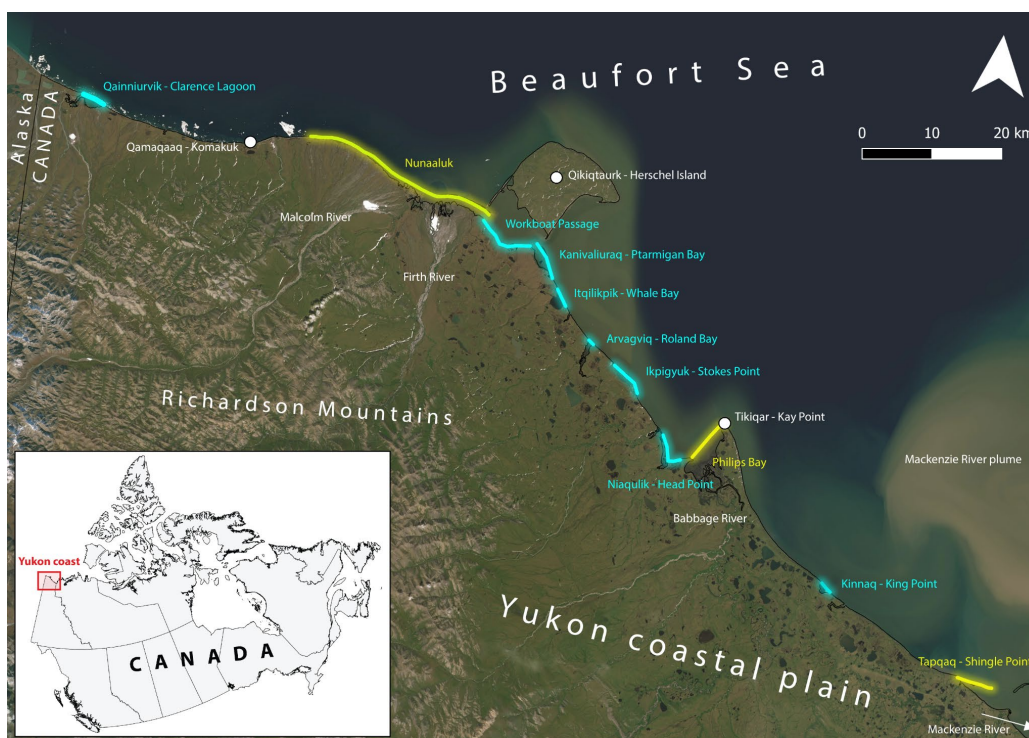 Beaufort Sea
Alaska
CANADA
Qainniurvik - Clarence Lagoon
Qamaqaaq - Komakuk
0 10 20 km
Nunaaluk
Qikiqtaurk - Herschel Island
Malcolm River
Workboat Passage
Firth River
Kanivaliuraq - Ptarmigan Bay
Itqilikpik - Whale Bay
Arvagviq - Roland Bay
Ikpigyuk - Stokes Point
Richardson Mountains
Tikiqar - Kay Point
Philips Bay
Mackenzie River plume
Niaqulik - Head Point
Babbage River
Yukon coast
Kinnaq - King Point
Yukon coastal plain
CANADA
Tapqaq - Shingle Point
Mackenzie River